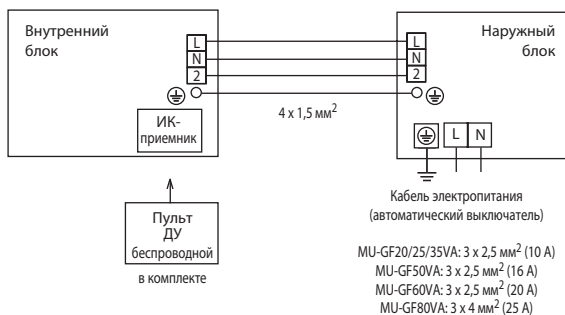 Внутренний
блок
L
N
2
ИК-
приемник
Пульт
ДУ
беспроводной
в комплекте
4 x 1,5 мм²
Наружный
блок
L
N
2
L N
Кабель электропитания
(автоматический выключатель)
MU-GF20/25/35VA: 3 x 2,5 мм² (10 A)
MU-GF50VA: 3 x 2,5 мм² (16 A)
MU-GF60VA: 3 x 2,5 мм² (20 A)
MU-GF80VA: 3 x 4 мм² (25 A)